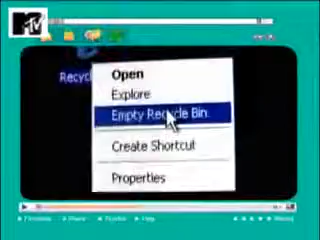 MTV
Recycl
Open
Explore
Empty Recycle Bin
Create Shortcut
Properties